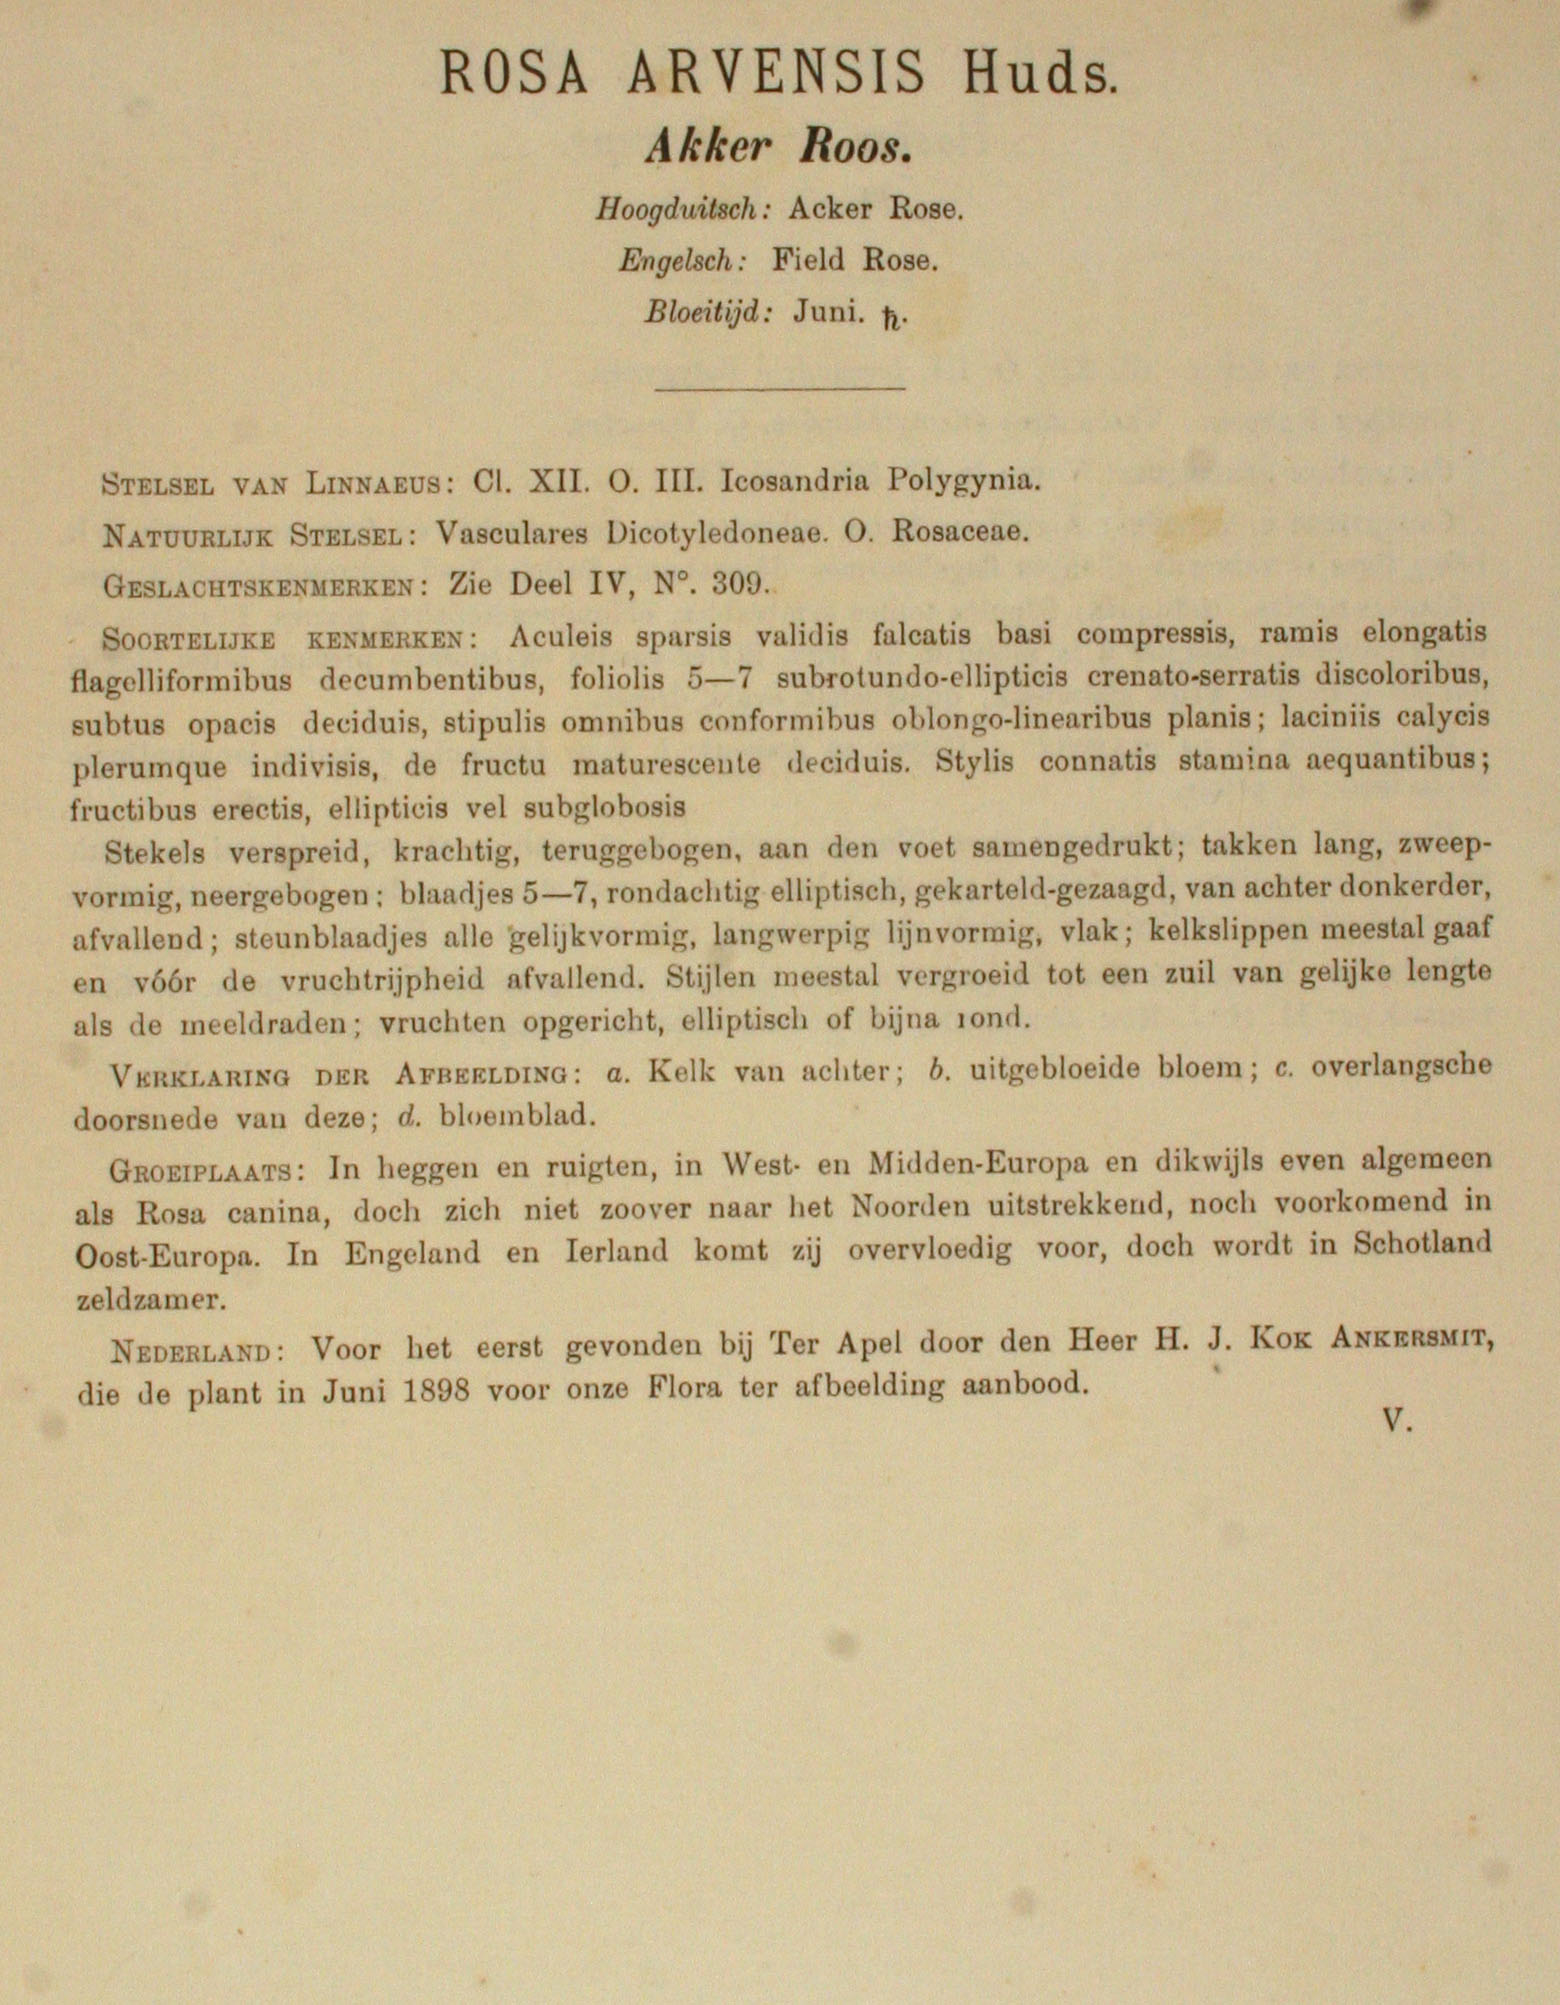 ROSA ARVENSIS Huds.
Akker Roos.
Hoogduitsch: Acker Rose.
Engelsch: Field Rose.
Bloeitijd: Juni. ♄.
Stelsel van Linnaeus: Cl. XII. O. III. Icosandria Polygynia.
Natuurlijk Stelsel: Vasculares Dicotyledoneae. O. Rosaceae.
Geslachtskenmerken: Zie Deel IV, N°. 309.
Soortelijke kenmerken: Aculeis sparsis validis falcatis basi compressis, ramis elongatis
flagelliformibus decumbentibus, foliolis 5—7 subrotundo-ellipticis crenato-serratis discoloribus,
subtus opacis deciduis, stipulis omnibus conformibus oblongo-linearibus planis; laciniis calycis
plerumque indivisis, de fructu maturescente deciduis. Stylis connatis stamina aequantibus;
fructibus erectis, ellipticis vel subglobosis
Stekels verspreid, krachtig, teruggebogen, aan den voet samengedrukt; takken lang, zweep-
vormig, neergebogen; blaadjes 5—7, rondachtig elliptisch, gekarteld-gezaagd, van achter donkerder,
afvallend; steunblaadjes alle gelijkvormig, langwerpig lijnvormig, vlak; kelkslippen meestal gaaf
en vóór de vruchtrijpheid afvallend. Stijlen meestal vergroeid tot een zuil van gelijke lengte
als de meeldraden; vruchten opgericht, elliptisch of bijna rond.
Verklaring der Afbeelding: a. Kelk van achter; b. uitgebloeide bloem; c. overlangsche
doorsnede van deze; d. bloemblad.
Groeiplaats: In heggen en ruigten, in West- en Midden-Europa en dikwijls even algemeen
als Rosa canina, doch zich niet zoover naar het Noorden uitstrekkend, noch voorkomend in
Oost-Europa. In Engeland en Ierland komt zij overvloedig voor, doch wordt in Schotland
zeldzamer.
Nederland: Voor het eerst gevonden bij Ter Apel door den Heer H. J. Kok Ankersmit,
die de plant in Juni 1898 voor onze Flora ter afbeelding aanbood.
V.